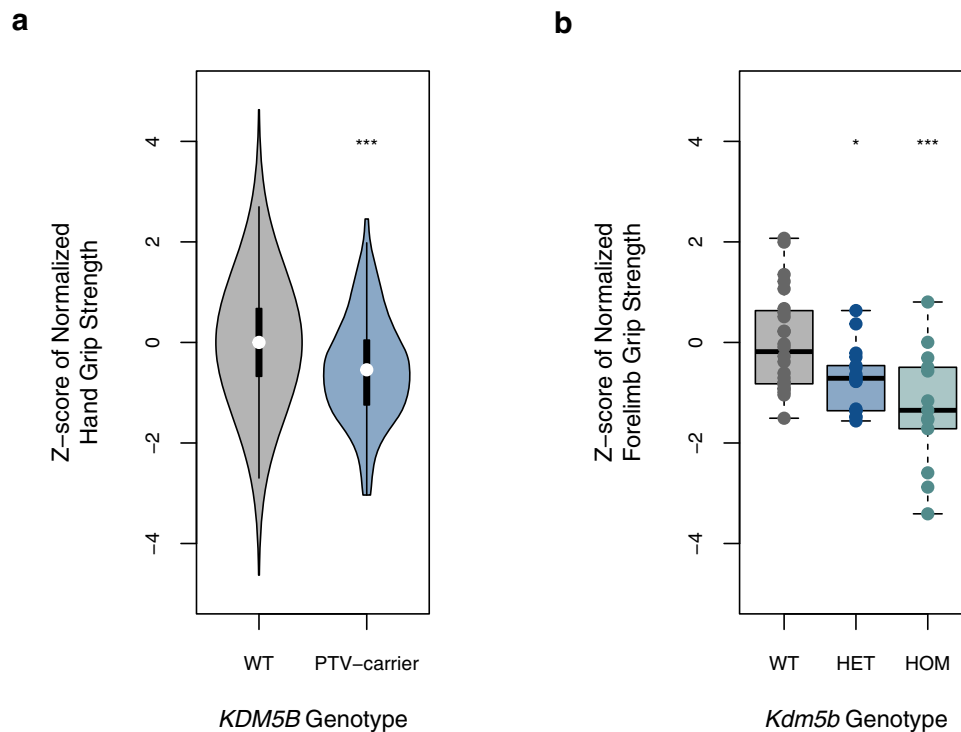 a
Z-score of Normalized
Hand Grip Strength
4
2
0
−2
−4
***
WT
PTV−carrier
KDM5B Genotype
b
Z-score of Normalized
Forelimb Grip Strength
4
2
0
−2
−4
*
***
WT
HET
HOM
Kdm5b Genotype